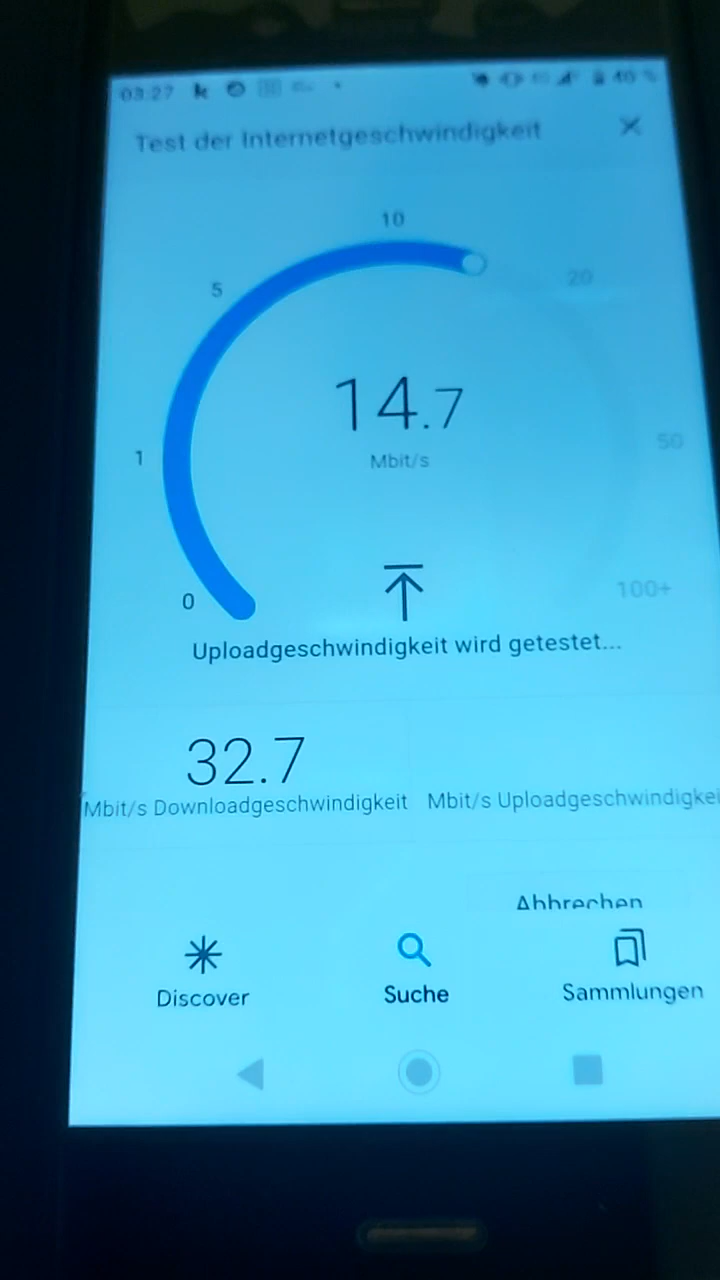 03:27
40 %
Test der Internetgeschwindigkeit
10
5
20
14.7
1
50
Mbit/s
0
100+
Uploadgeschwindigkeit wird getestet...
32.7
Mbit/s Downloadgeschwindigkeit Mbit/s Uploadgeschwindigkei
Abbrechen
Discover Suche Sammlungen